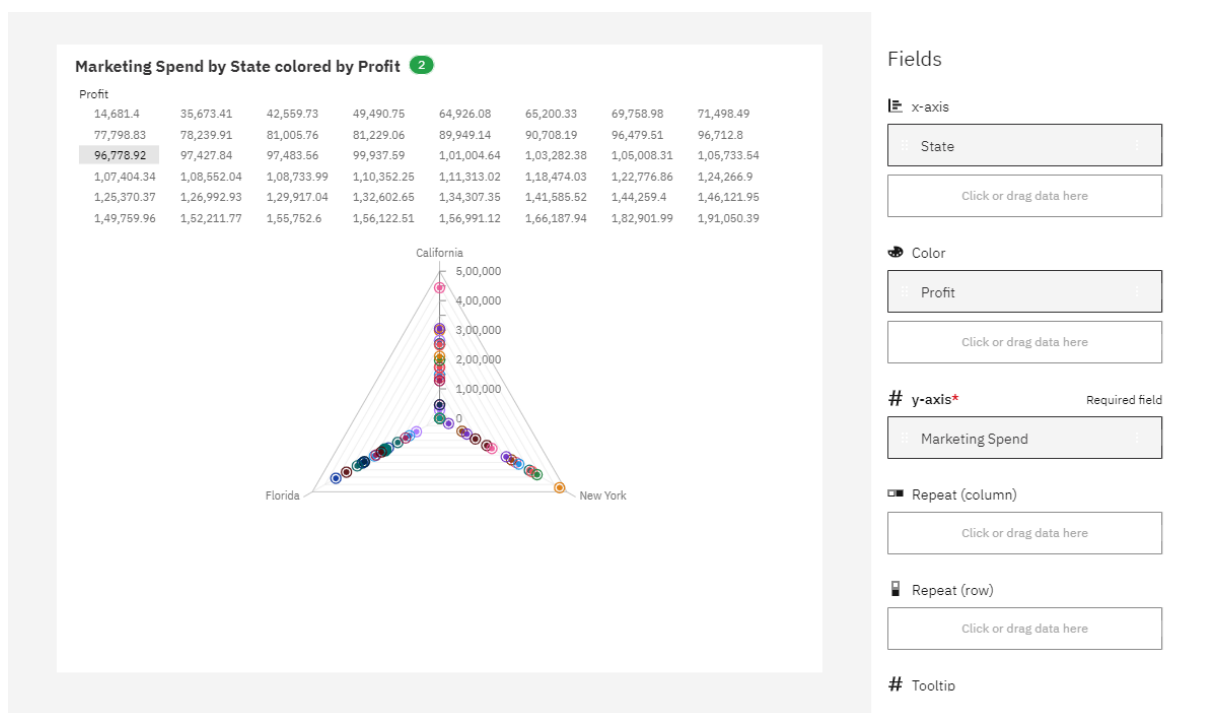 Marketing Spend by State colored by Profit 2
Profit
14,681.4 35,673.41 42,559.73 49,490.75 64,926.08 65,200.33 69,758.98 71,498.49
77,798.83 78,239.91 81,005.76 81,229.06 89,949.14 90,708.19 96,479.51 96,712.8
96,778.92 97,427.84 97,483.56 99,937.59 1,01,004.64 1,03,282.38 1,05,008.31 1,05,733.54
1,07,404.34 1,08,552.04 1,08,733.99 1,10,352.25 1,11,313.02 1,18,474.03 1,22,776.86 1,24,266.9
1,25,370.37 1,26,992.93 1,29,917.04 1,32,602.65 1,34,307.35 1,41,585.52 1,44,259.4 1,46,121.95
1,49,759.96 1,52,211.77 1,55,752.6 1,56,122.51 1,56,991.12 1,66,187.94 1,82,901.99 1,91,050.39
California
5,00,000
4,00,000
3,00,000
2,00,000
1,00,000
0
Florida
New York
Fields
x-axis
State
Click or drag data here
Color
Profit
Click or drag data here
# y-axis* Required field
Marketing Spend
Repeat (column)
Click or drag data here
Repeat (row)
Click or drag data here
# Tooltip